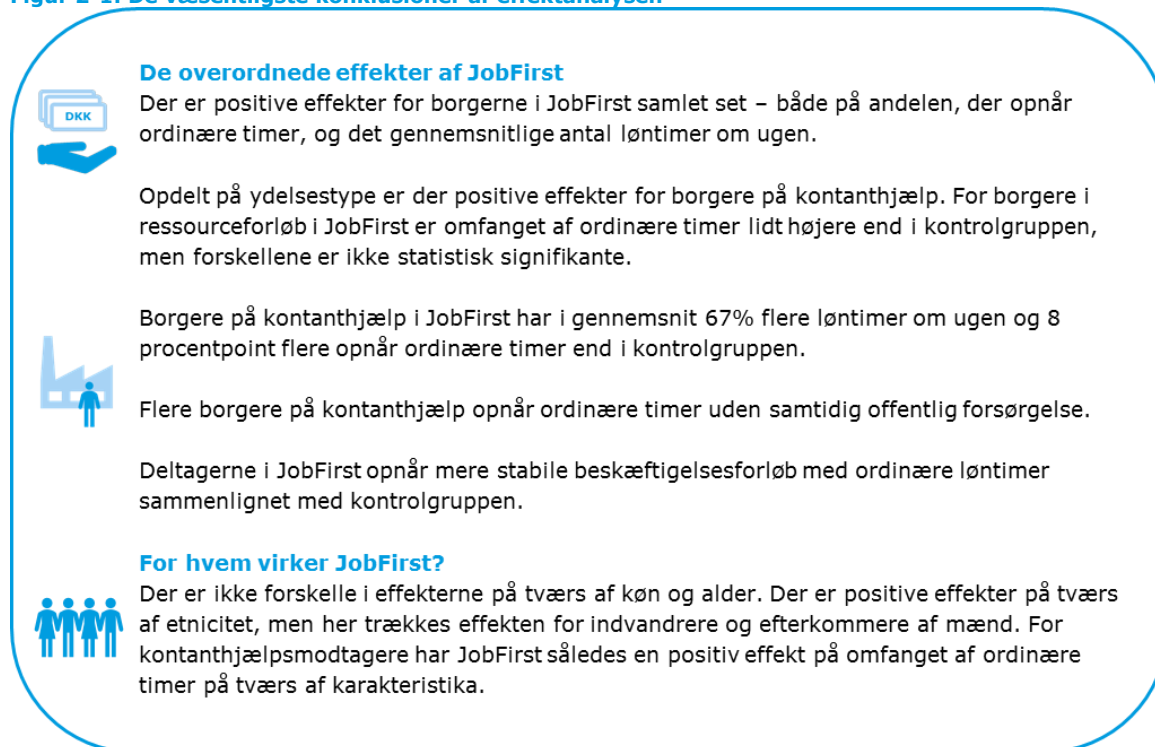 Figur 2-1: De væsentligste konklusioner af effektanalysen
De overordnede effekter af JobFirst
DKK
Der er positive effekter for borgerne i JobFirst samlet set – både på andelen, der opnår
ordinære timer, og det gennemsnitlige antal løntimer om ugen.
Opdelt på ydelsestype er der positive effekter for borgere på kontanthjælp. For borgere i
ressourceforløb i JobFirst er omfanget af ordinære timer lidt højere end i kontrolgruppen,
men forskellene er ikke statistisk signifikante.
Borgere på kontanthjælp i JobFirst har i gennemsnit 67% flere løntimer om ugen og 8
procentpoint flere opnår ordinære timer end i kontrolgruppen.
Flere borgere på kontanthjælp opnår ordinære timer uden samtidig offentlig forsørgelse.
Deltagerne i JobFirst opnår mere stabile beskæftigelsesforløb med ordinære løntimer
sammenlignet med kontrolgruppen.
For hvem virker JobFirst?
Der er ikke forskelle i effekterne på tværs af køn og alder. Der er positive effekter på tværs
af etnicitet, men her trækkes effekten for indvandrere og efterkommere af mænd. For
kontanthjælpsmodtagere har JobFirst således en positiv effekt på omfanget af ordinære
timer på tværs af karakteristika.